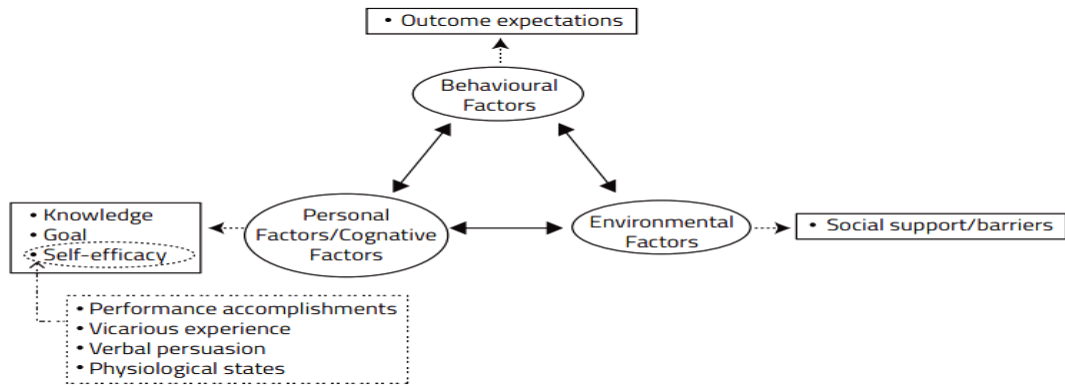 • Outcome expectations
Behavioural
Factors
• Knowledge
• Goal
• Self-efficacy
Personal
Factors/Cognitive
Factors
Environmental
Factors
• Social support/barriers
• Performance accomplishments
• Vicarious experience
• Verbal persuasion
• Physiological states